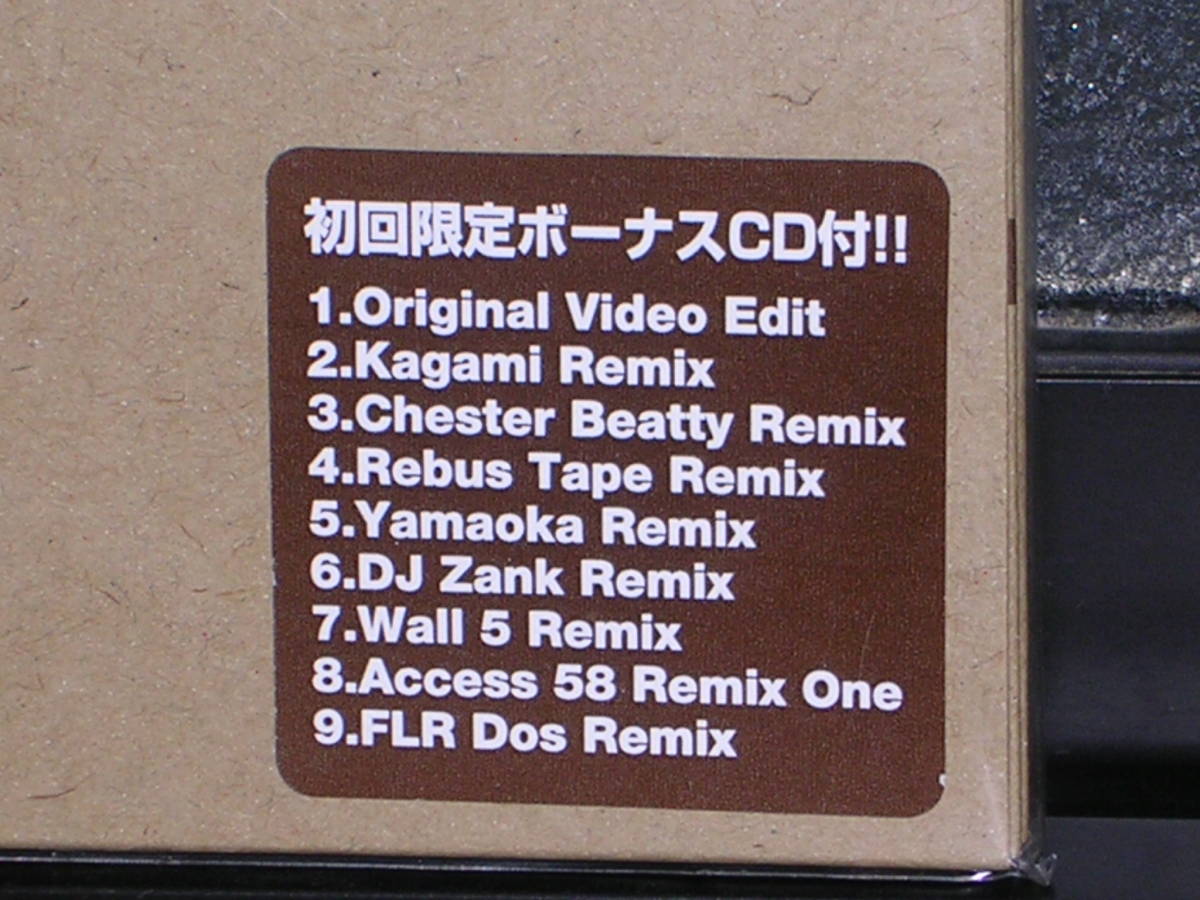 初回限定ボーナスCD付!!
1.Original Video Edit
2.Kagami Remix
3.Chester Beatty Remix
4.Rebus Tape Remix
5.Yamaoka Remix
6.DJ Zank Remix
7.Wall 5 Remix
8.Access 58 Remix One
9.FLR Dos Remix